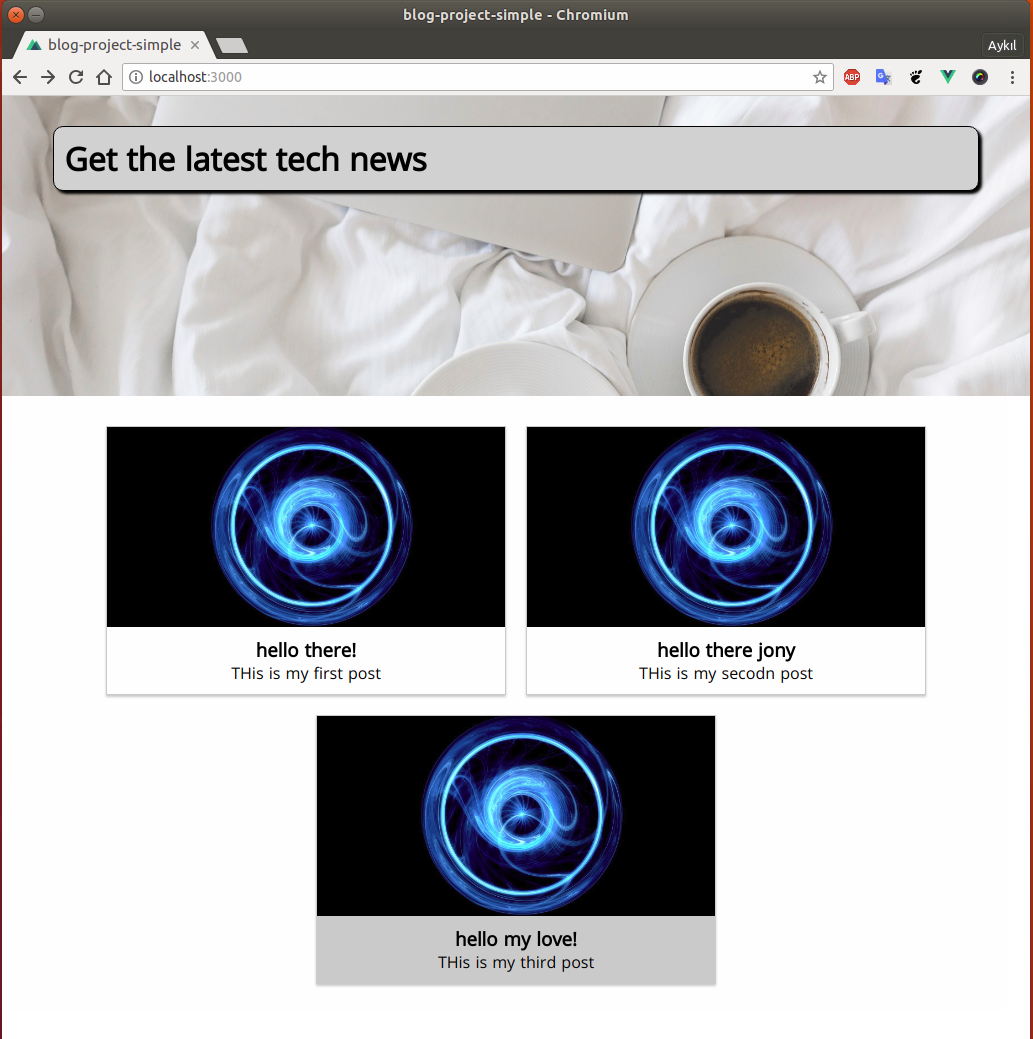 blog-project-simple - Chromium
blog-project-simple
Aykıl
localhost:3000
ABP
G
Get the latest tech news
hello there!
THis is my first post
hello there jony
THis is my secodn post
hello my love!
THis is my third post